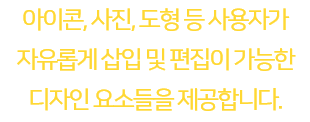 아이콘, 사진, 도형 등 사용자가
자유롭게 삽입 및 편집이 가능한
디자인 요소들을 제공합니다.